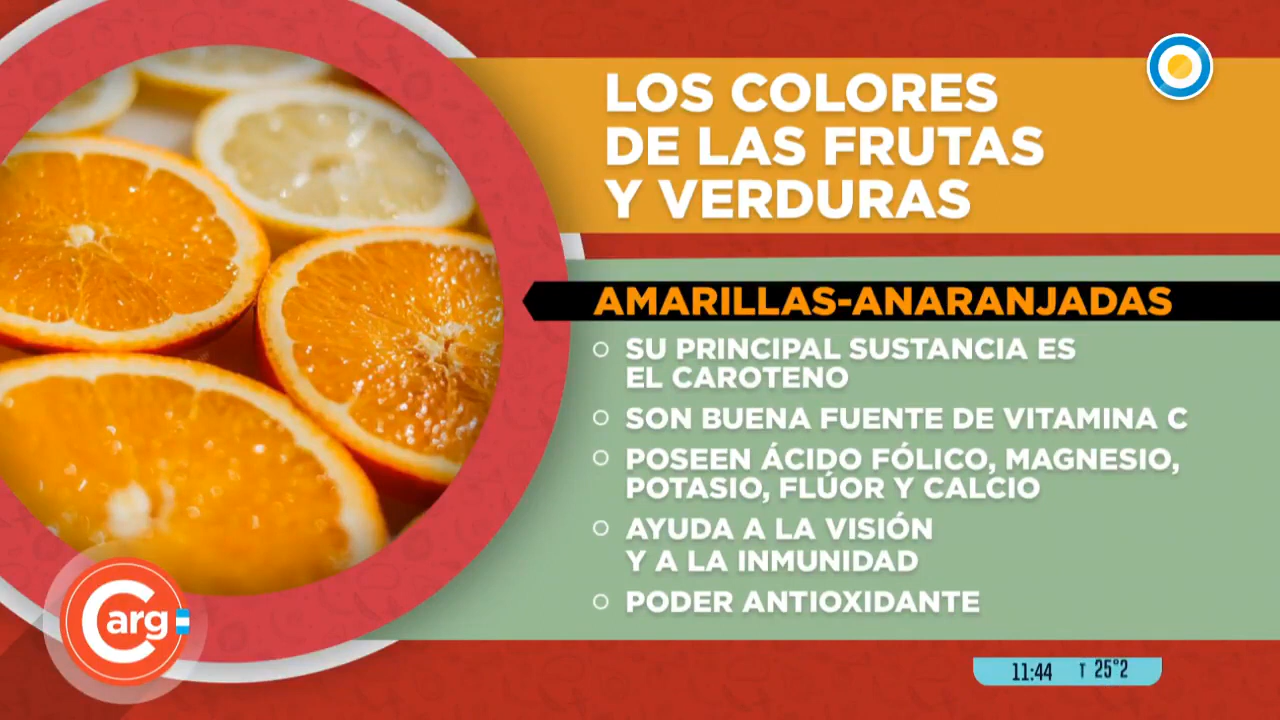 LOS COLORES
DE LAS FRUTAS
Y VERDURAS
AMARILLAS-ANARANJADAS
SU PRINCIPAL SUSTANCIA ES
EL CAROTENO
SON BUENA FUENTE DE VITAMINA C
POSEEN ÁCIDO FÓLICO, MAGNESIO,
POTASIO, FLÚOR Y CALCIO
AYUDA A LA VISIÓN
Y A LA INMUNIDAD
PODER ANTIOXIDANTE
C arg
11:44 T 25°2